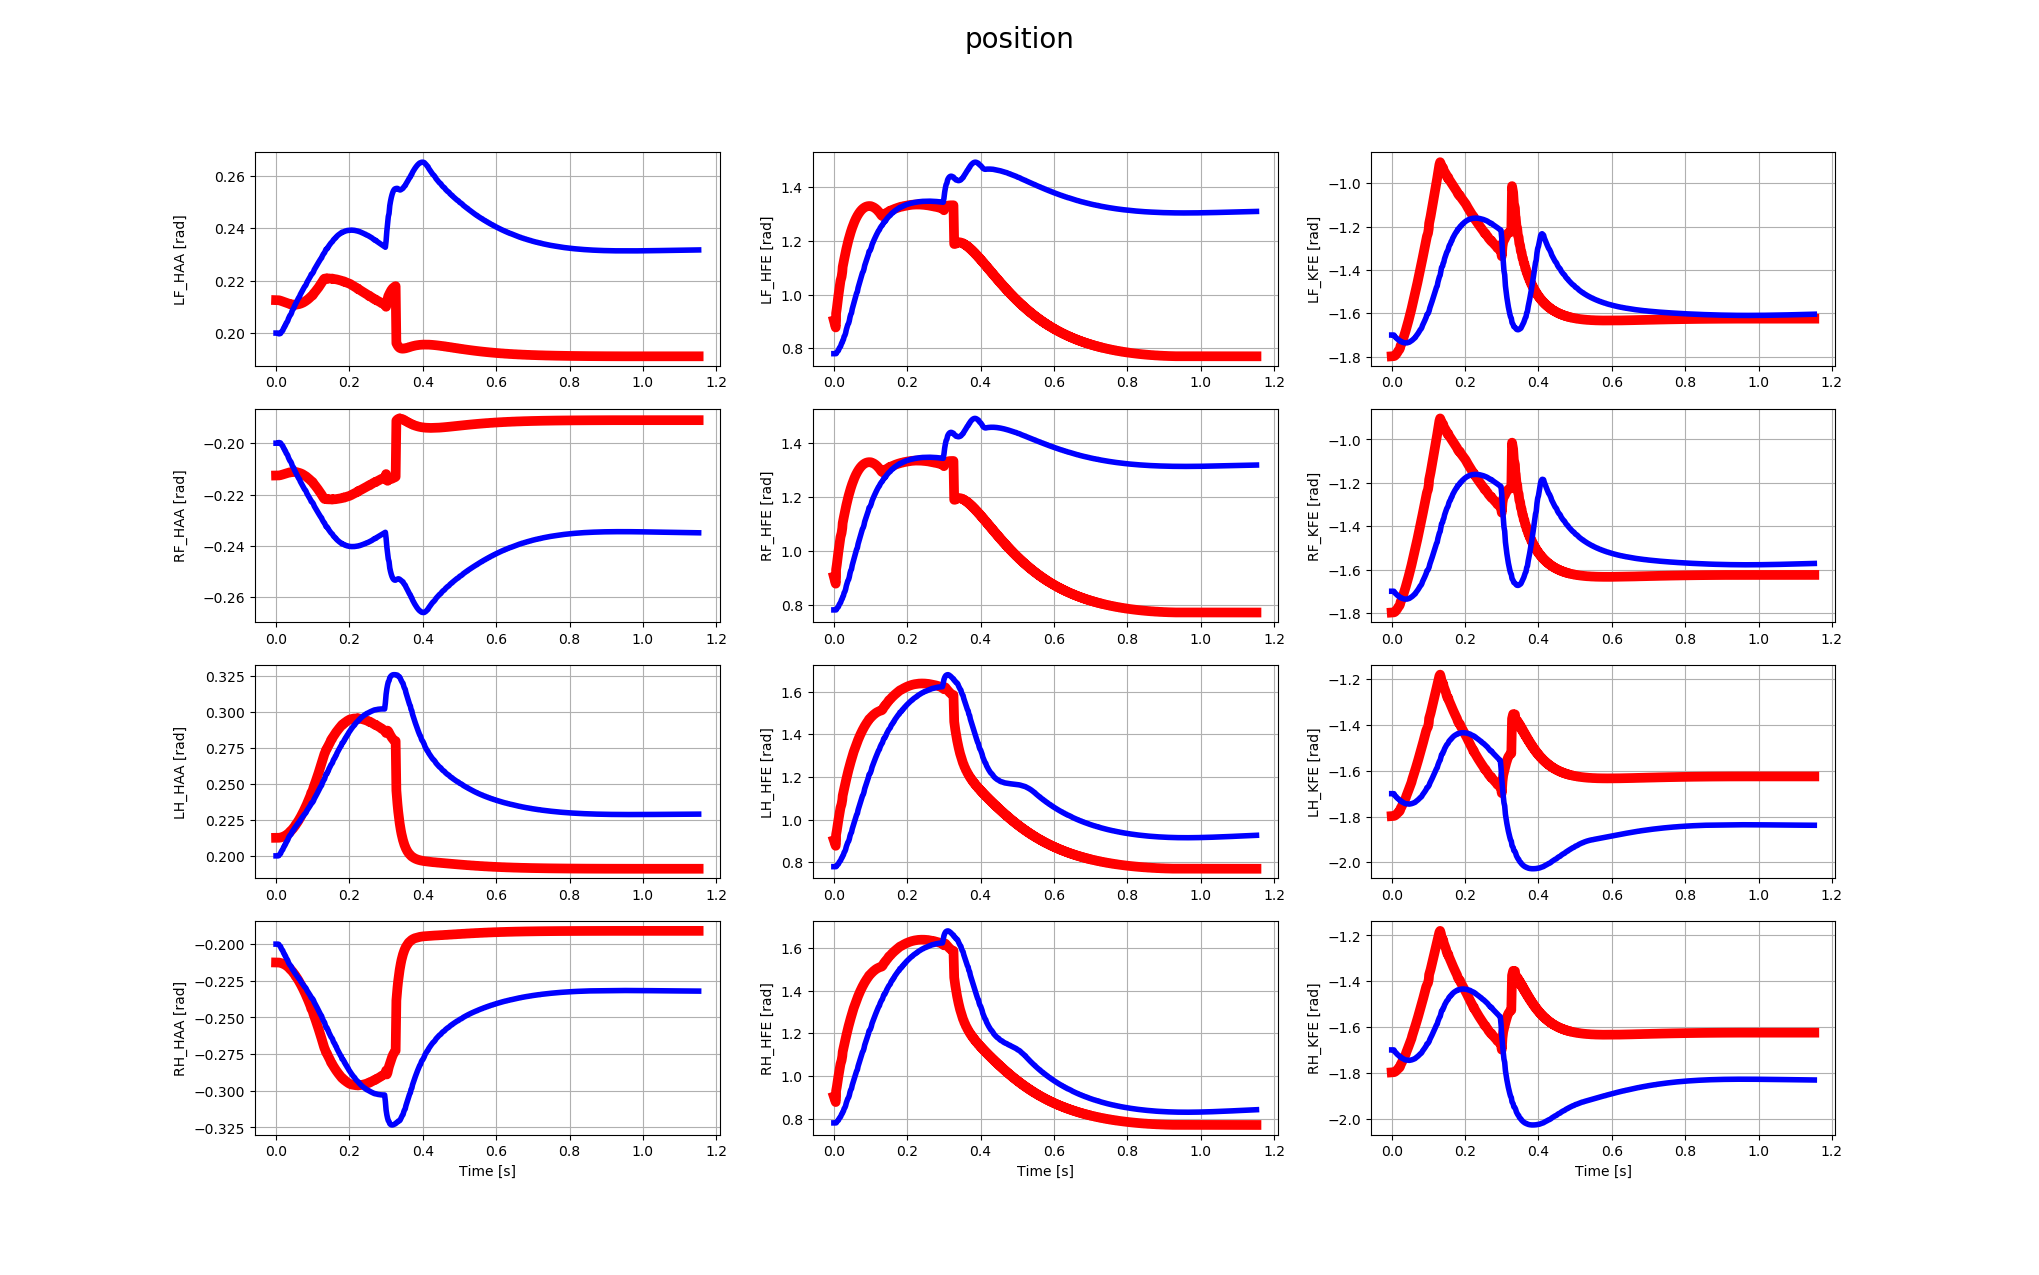 position
LF_HAA [rad]
0.26
0.24
0.22
0.20
0.0 0.2 0.4 0.6 0.8 1.0 1.2
LF_HFE [rad]
1.4
1.2
1.0
0.8
0.0 0.2 0.4 0.6 0.8 1.0 1.2
LF_KFE [rad]
−1.0
−1.2
−1.4
−1.6
−1.8
0.0 0.2 0.4 0.6 0.8 1.0 1.2
RF_HAA [rad]
−0.20
−0.22
−0.24
−0.26
0.0 0.2 0.4 0.6 0.8 1.0 1.2
RF_HFE [rad]
1.4
1.2
1.0
0.8
0.0 0.2 0.4 0.6 0.8 1.0 1.2
RF_KFE [rad]
−1.0
−1.2
−1.4
−1.6
−1.8
0.0 0.2 0.4 0.6 0.8 1.0 1.2
LH_HAA [rad]
0.325
0.300
0.275
0.250
0.225
0.200
0.0 0.2 0.4 0.6 0.8 1.0 1.2
LH_HFE [rad]
1.6
1.4
1.2
1.0
0.8
0.0 0.2 0.4 0.6 0.8 1.0 1.2
LH_KFE [rad]
−1.2
−1.4
−1.6
−1.8
−2.0
0.0 0.2 0.4 0.6 0.8 1.0 1.2
RH_HAA [rad]
−0.200
−0.225
−0.250
−0.275
−0.300
−0.325
0.0 0.2 0.4 0.6 0.8 1.0 1.2
Time [s]
RH_HFE [rad]
1.6
1.4
1.2
1.0
0.8
0.0 0.2 0.4 0.6 0.8 1.0 1.2
Time [s]
RH_KFE [rad]
−1.2
−1.4
−1.6
−1.8
−2.0
0.0 0.2 0.4 0.6 0.8 1.0 1.2
Time [s]